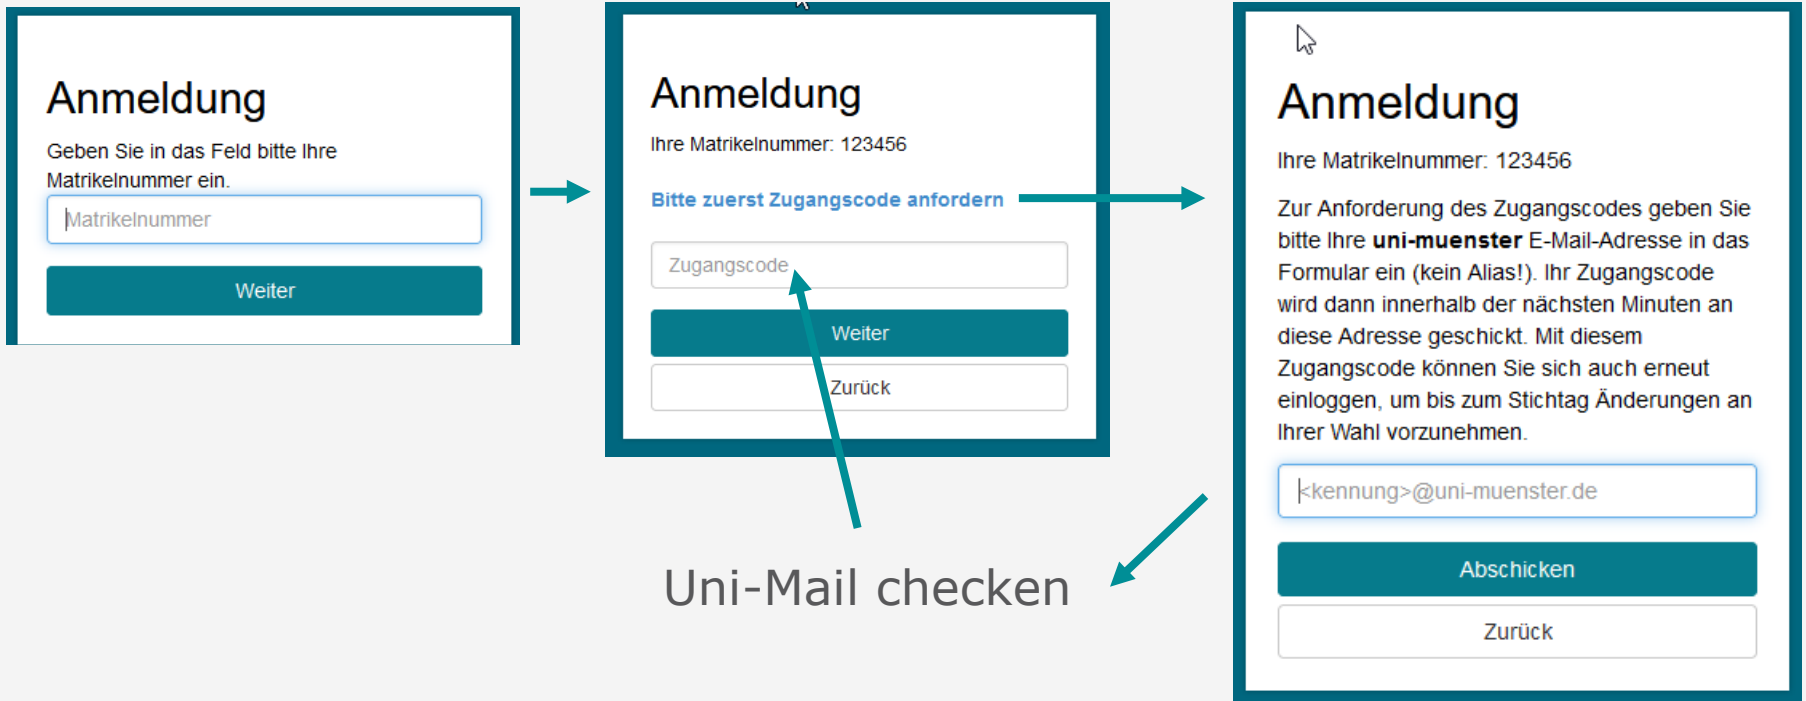 Anmeldung
Geben Sie in das Feld bitte Ihre
Matrikelnummer ein.
Matrikelnummer
Weiter
Anmeldung
Ihre Matrikelnummer: 123456
Bitte zuerst Zugangscode anfordern
Zugangscode
Weiter
Zurück
Anmeldung
Ihre Matrikelnummer: 123456
Zur Anforderung des Zugangscodes geben Sie
bitte Ihre uni-muenster E-Mail-Adresse in das
Formular ein (kein Alias!). Ihr Zugangscode
wird dann innerhalb der nächsten Minuten an
diese Adresse geschickt. Mit diesem
Zugangscode können Sie sich auch erneut
einloggen, um bis zum Stichtag Änderungen an
Ihrer Wahl vorzunehmen.
<kennung>@uni-muenster.de
Abschicken
Zurück
Uni-Mail checken